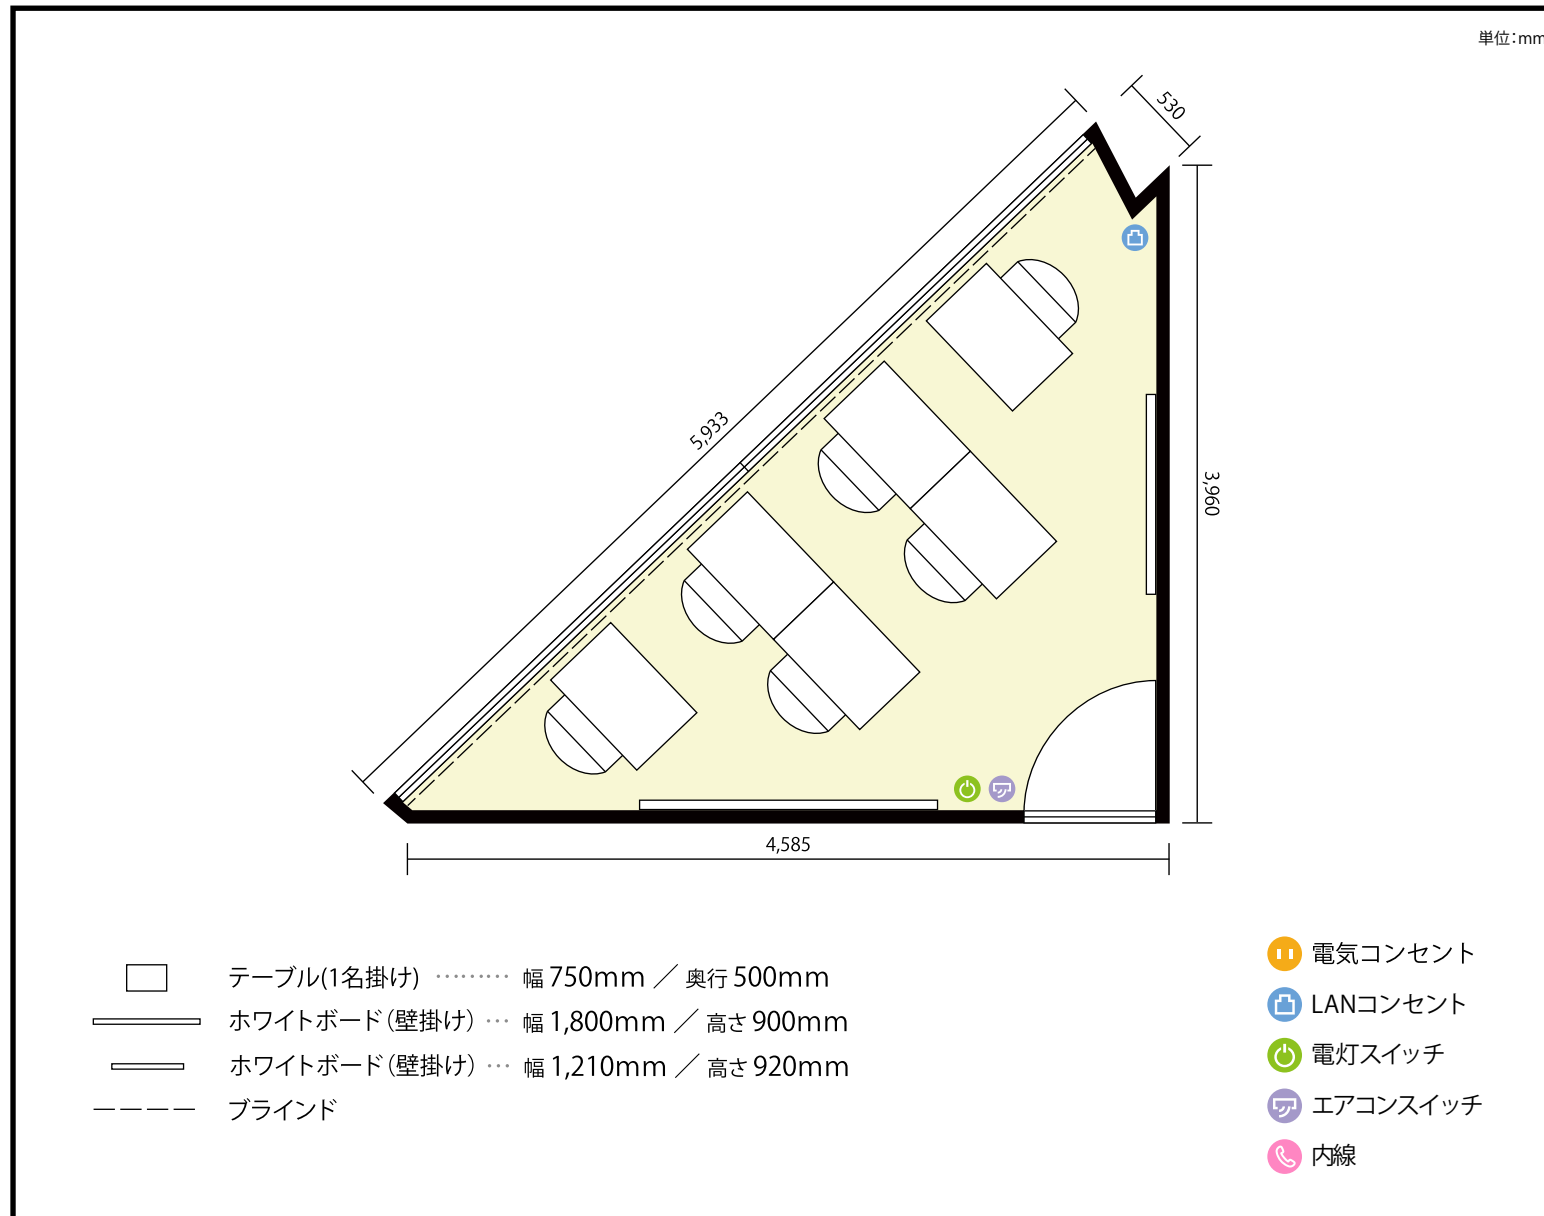 単位：mm
530
5,933
3,960
4,585
テーブル(1名掛け) ……… 幅 750mm ／ 奥行 500mm
ホワイトボード（壁掛け） … 幅 1,800mm ／ 高さ 900mm
ホワイトボード（壁掛け） … 幅 1,210mm ／ 高さ 920mm
ブラインド
電気コンセント
LANコンセント
電灯スイッチ
エアコンスイッチ
内線